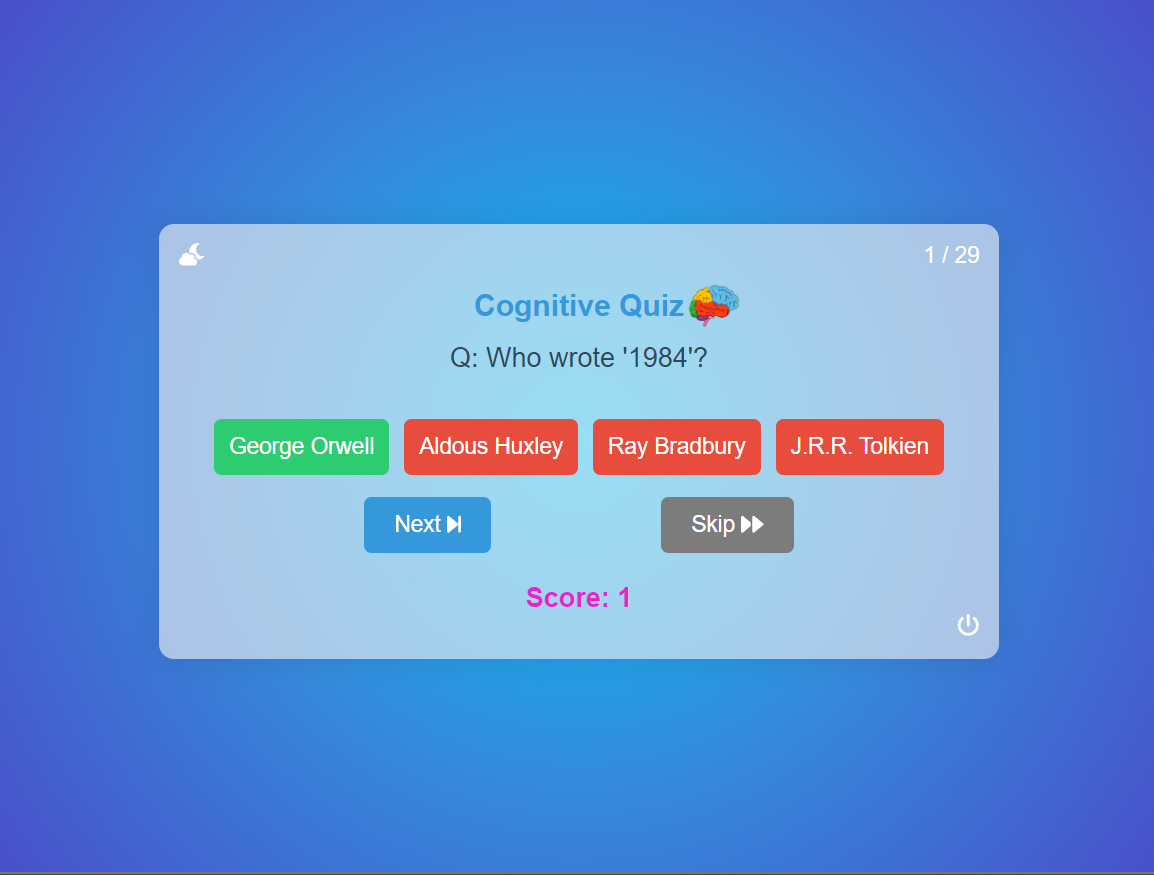 1 / 29
Cognitive Quiz
Q: Who wrote '1984'?
George Orwell Aldous Huxley Ray Bradbury J.R.R. Tolkien
Next Skip
Score: 1